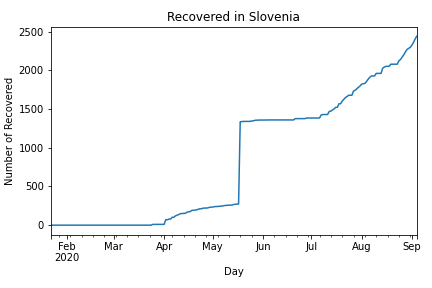 Recovered in Slovenia
Number of Recovered
2500
2000
1500
1000
500
0
Feb Mar Apr May Jun Jul Aug Sep
2020
Day